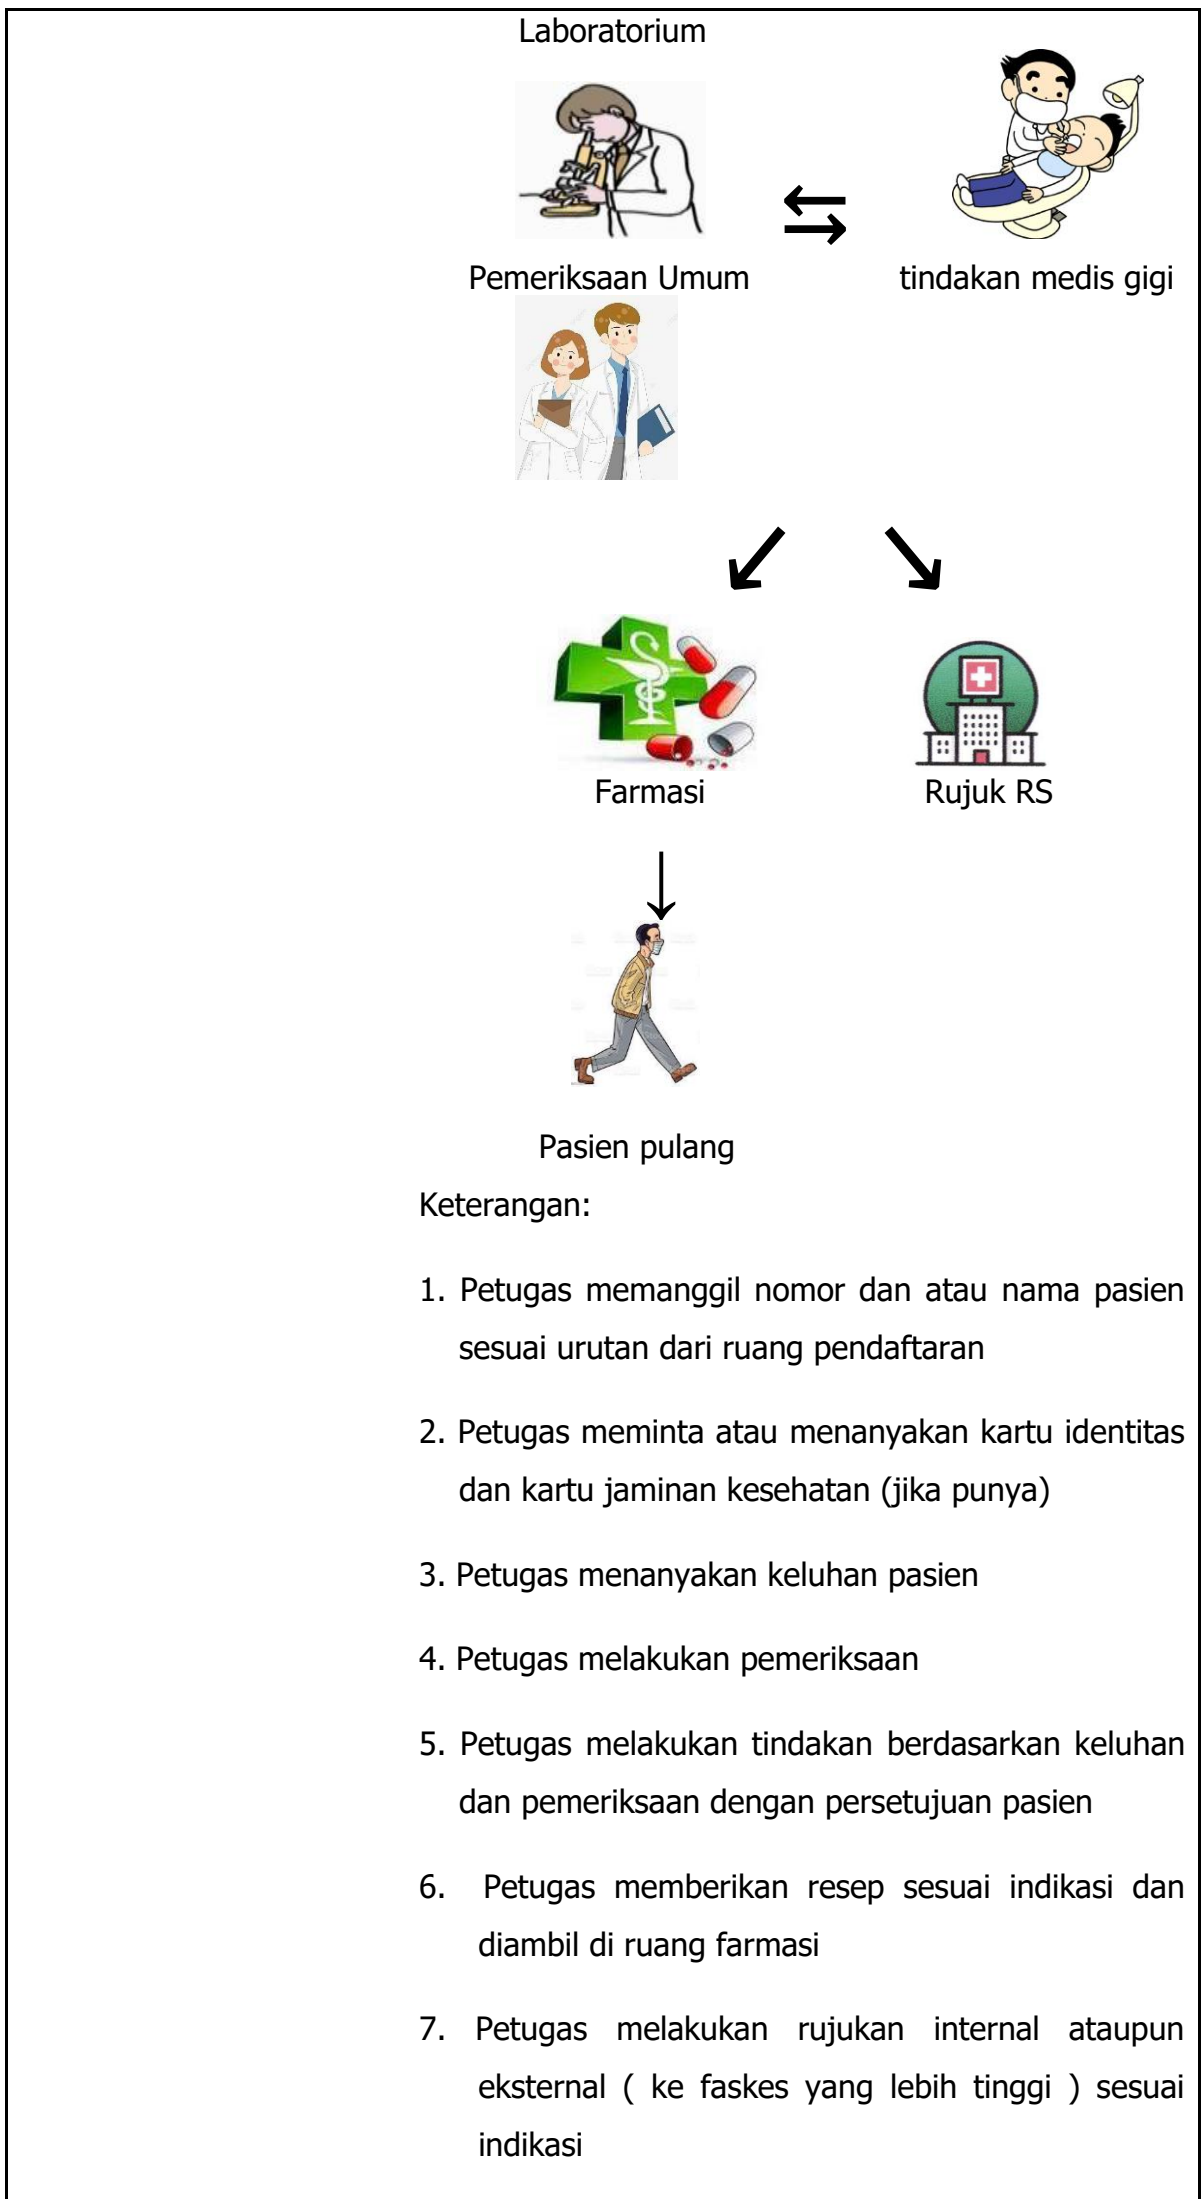 Laboratorium
Pemeriksaan Umum
tindakan medis gigi
Farmasi
Rujuk RS
Pasien pulang
Keterangan:
1. Petugas memanggil nomor dan atau nama pasien
sesuai urutan dari ruang pendaftaran
2. Petugas meminta atau menanyakan kartu identitas
dan kartu jaminan kesehatan (jika punya)
3. Petugas menanyakan keluhan pasien
4. Petugas melakukan pemeriksaan
5. Petugas melakukan tindakan berdasarkan keluhan
dan pemeriksaan dengan persetujuan pasien
6. Petugas memberikan resep sesuai indikasi dan
diambil di ruang farmasi
7. Petugas melakukan rujukan internal ataupun
eksternal ( ke faskes yang lebih tinggi ) sesuai
indikasi